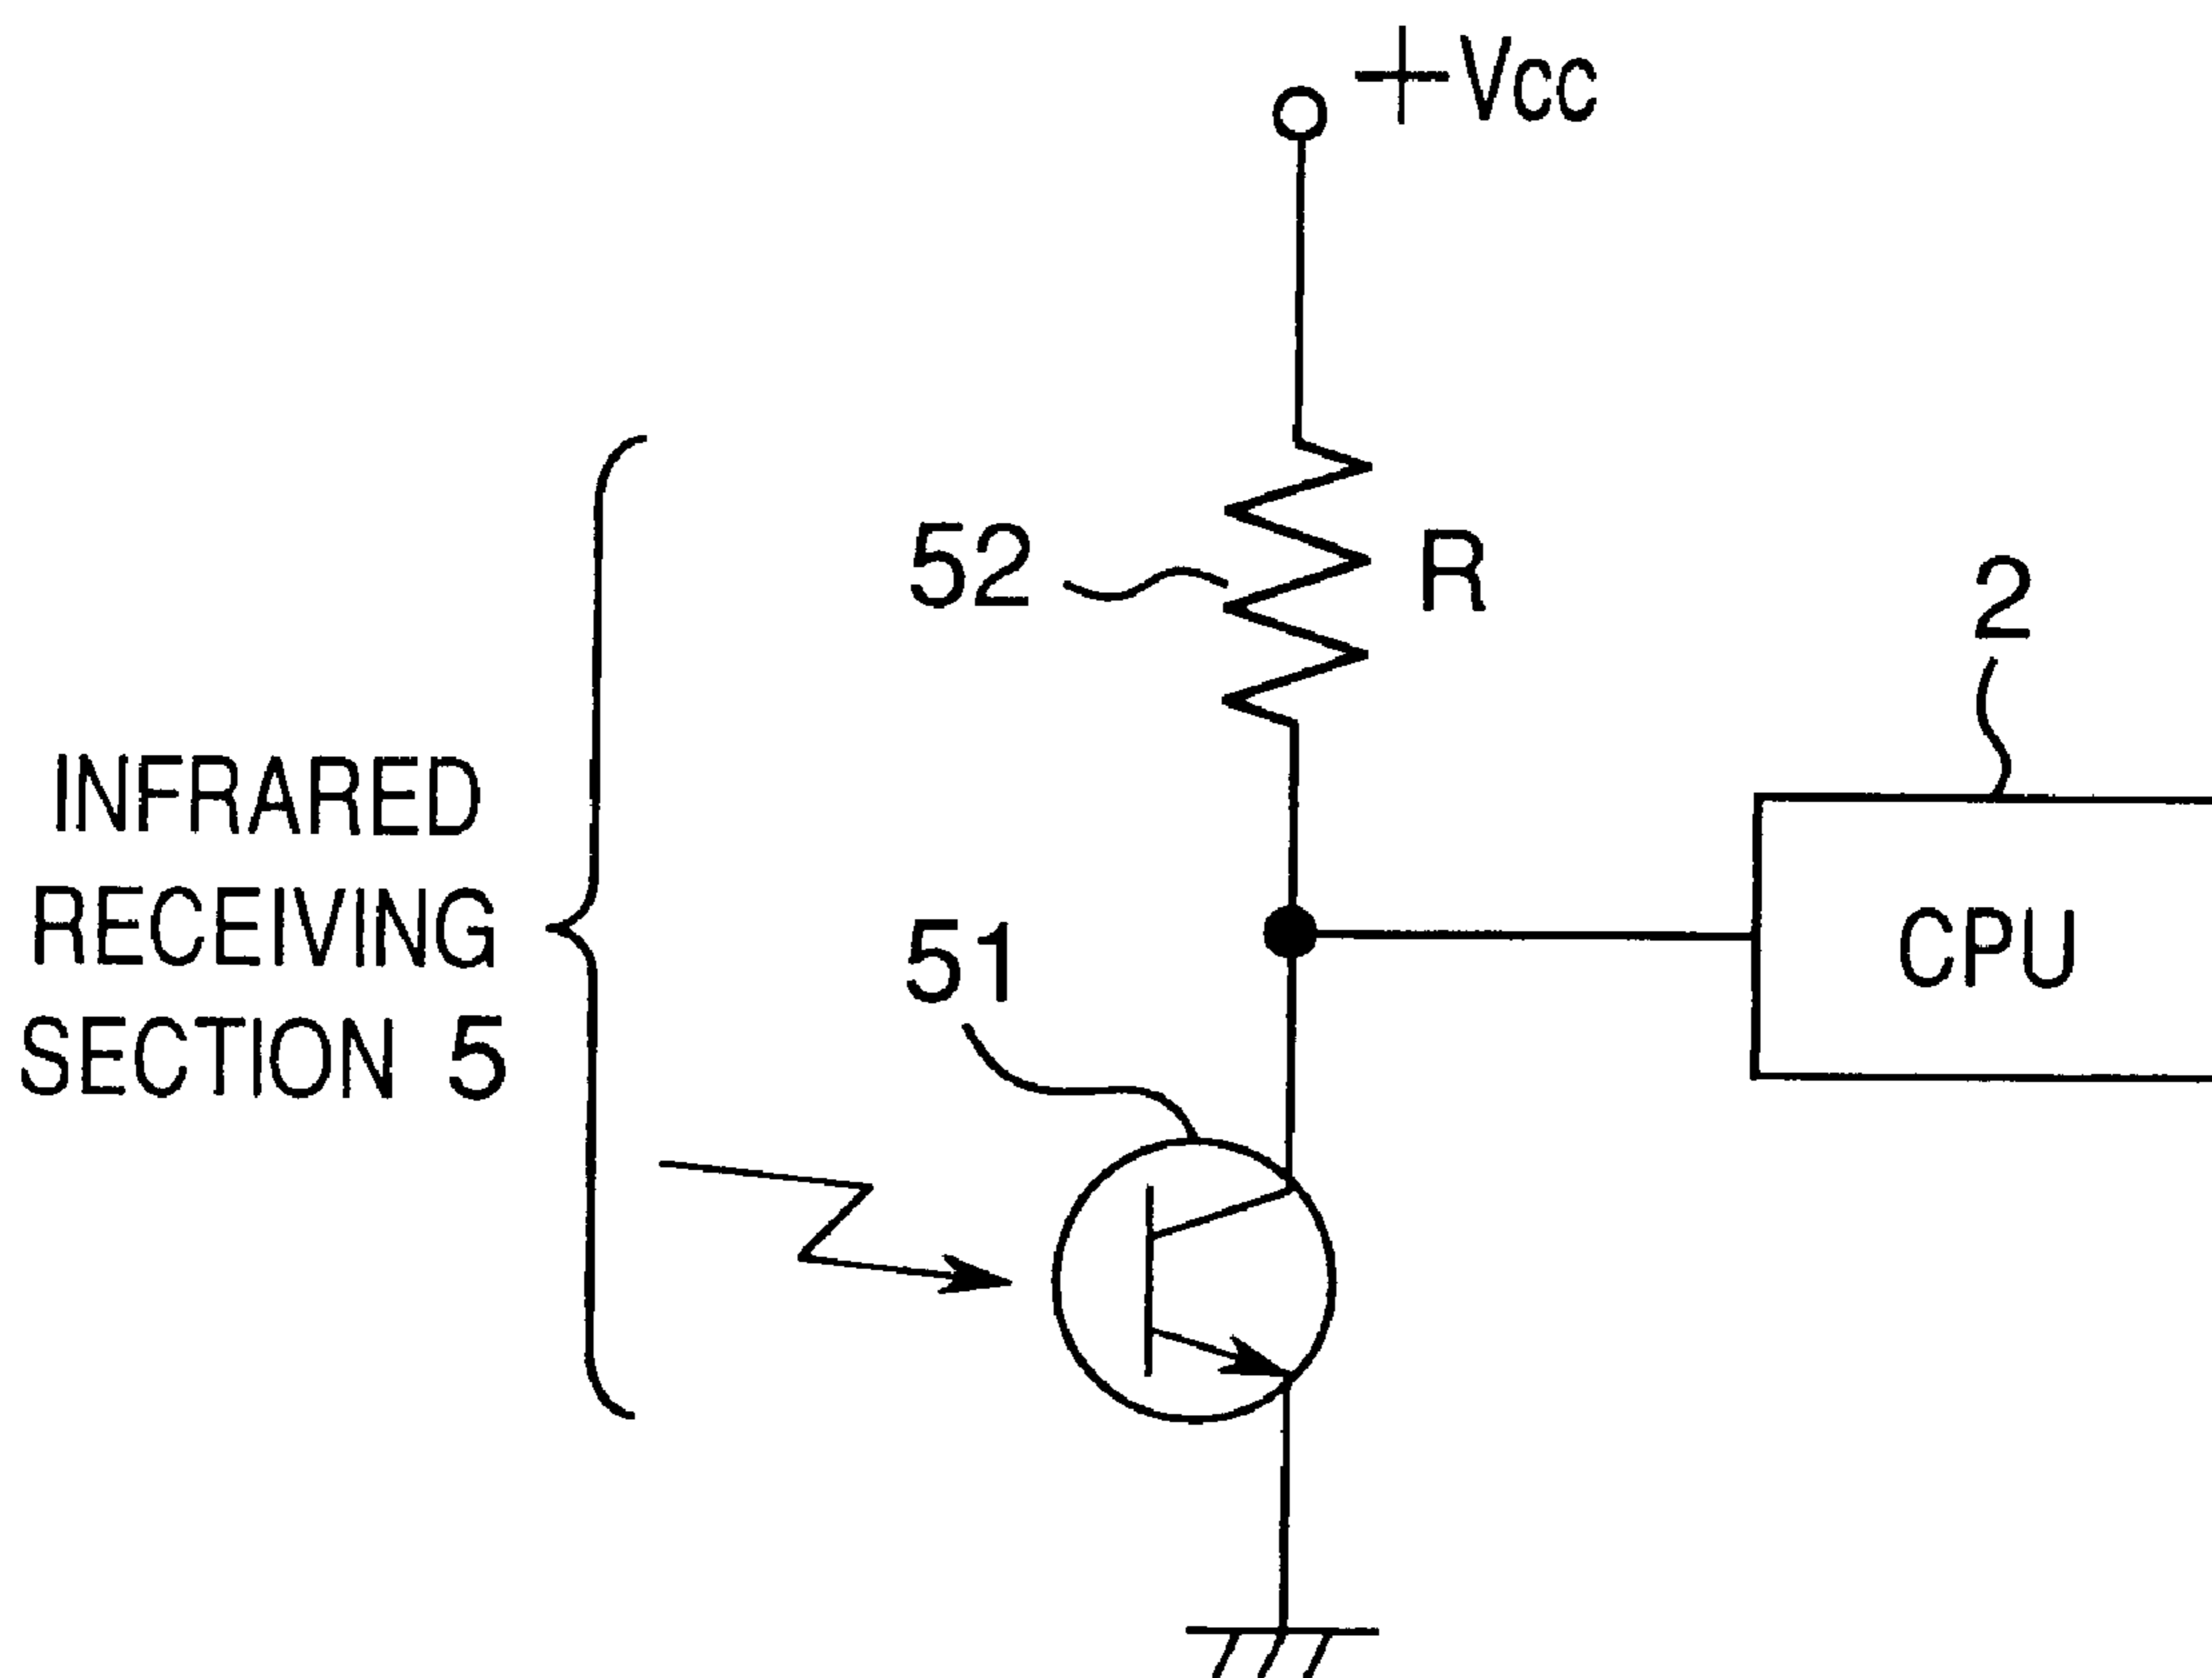 +Vcc
52
R
2
INFRARED
RECEIVING
SECTION 5
51
CPU